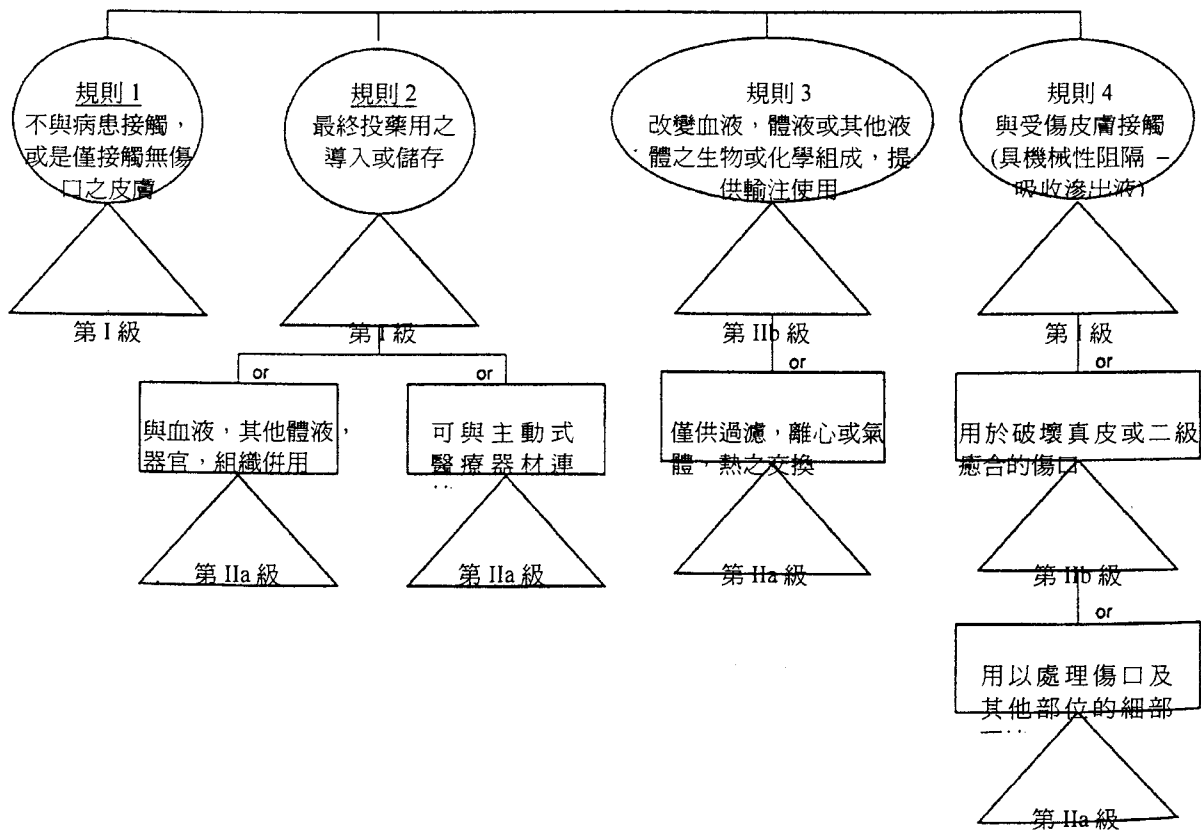 規則 1
不與病患接觸，
或是僅接觸無傷
口之皮膚
第 I 級
規則 2
最終投藥用之
導入或儲存
第 I 級
or
與血液，其他體液，
器官，組織併用
第 IIa 級
or
可與主動式
醫療器材連
第 IIa 級
規則 3
改變血液，體液或其他液
體之生物或化學組成，提
供輸注使用
第 IIb 級
or
僅供過濾，離心或氣
體，熱之交換
第 IIa 級
規則 4
與受傷皮膚接觸
(具機械性阻隔 –
吸收滲出液)
第 I 級
or
用於破壞真皮或二級
癒合的傷口
第 IIb 級
or
用以處理傷口及
其他部位的細部
第 IIa 級